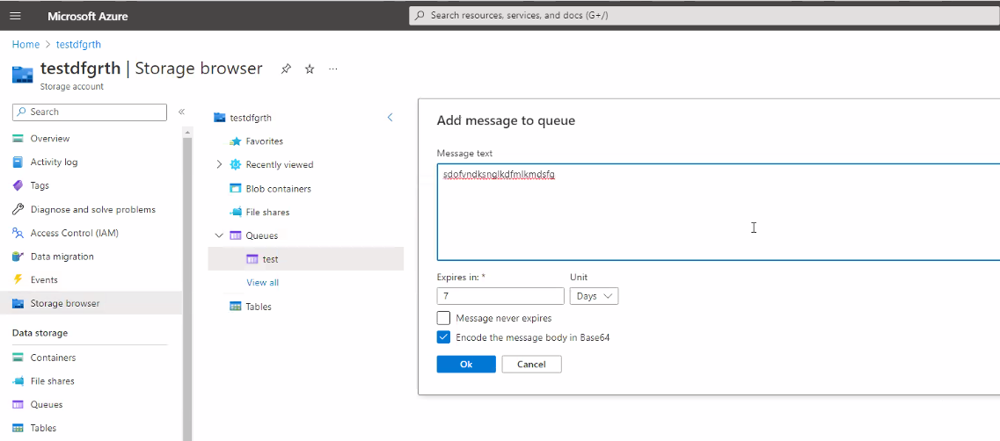 Microsoft Azure
Search resources, services, and docs (G+/)
Home > testdfgrth
testdfgrth | Storage browser
Storage account
Search
Overview
Activity log
Tags
Diagnose and solve problems
Access Control (IAM)
Data migration
Events
Storage browser
Data storage
Containers
File shares
Queues
Tables
testdfgrth
Favorites
Recently viewed
Blob containers
File shares
Queues
test
View all
Tables
Add message to queue
Message text
sdofvndksnglkdfmlkmdsfg
Expires in: *
Unit
7
Days
Message never expires
Encode the message body in Base64
Ok
Cancel